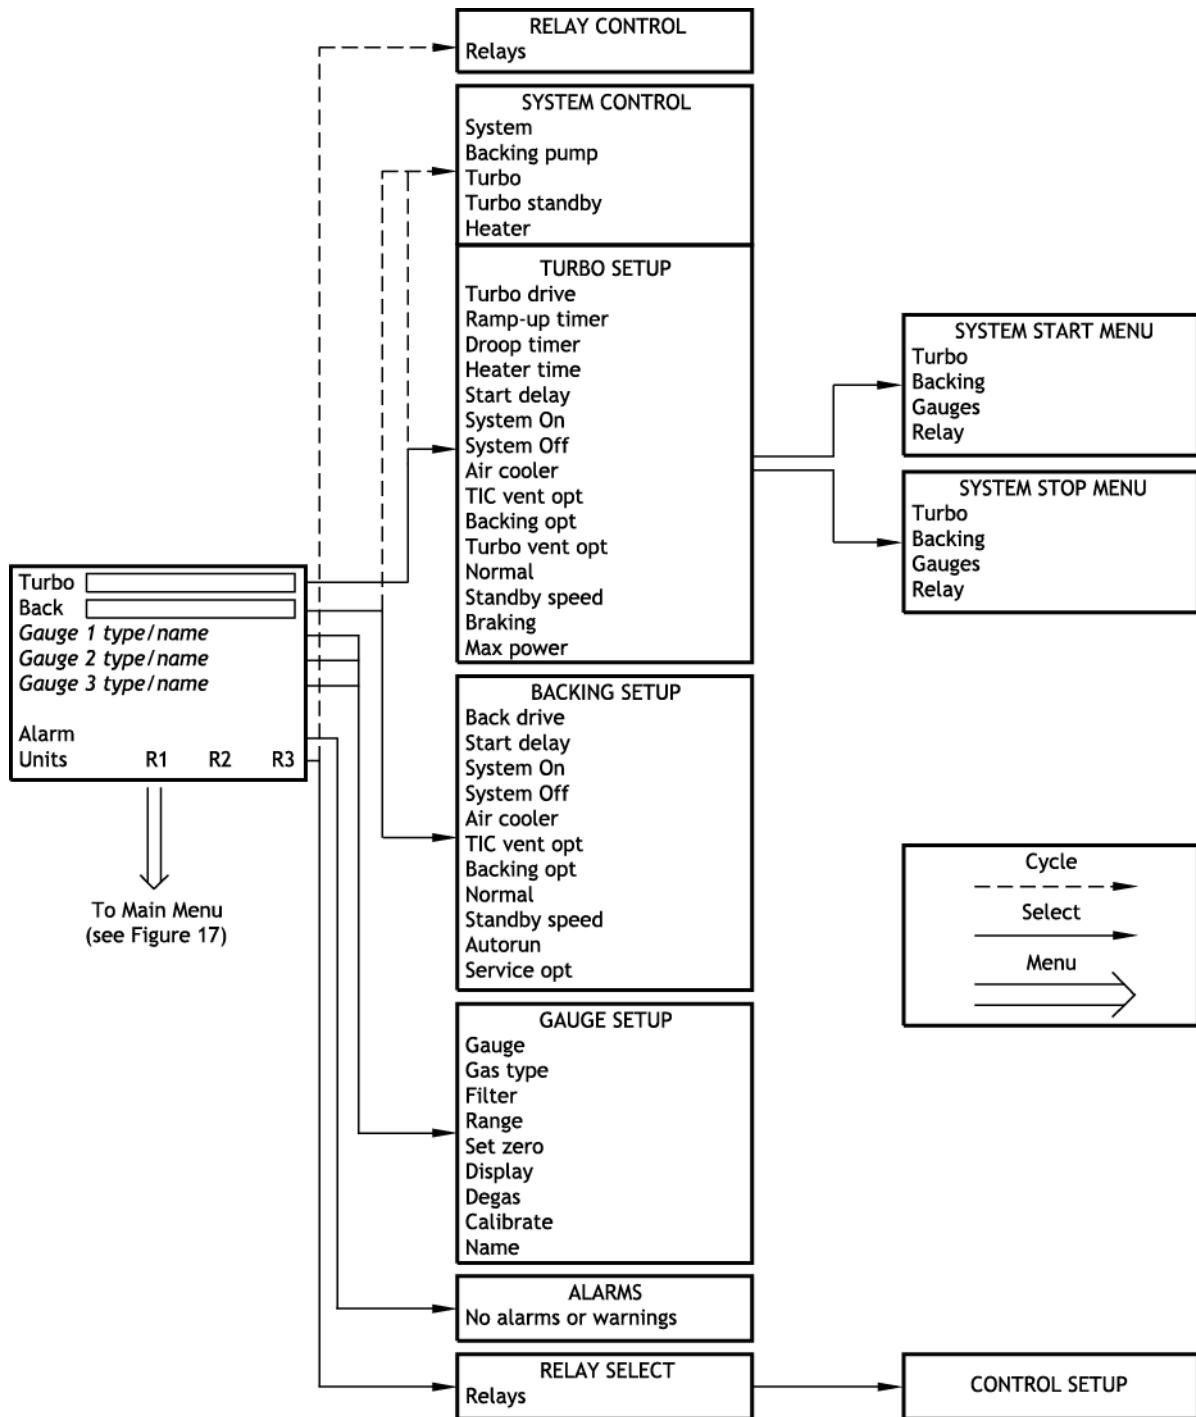 RELAY CONTROL
Relays
SYSTEM CONTROL
System
Backing pump
Turbo
Turbo standby
Heater
TURBO SETUP
Turbo drive
Ramp-up timer
Droop timer
Heater time
Start delay
System On
System Off
Air cooler
TIC vent opt
Backing opt
Turbo vent opt
Normal
Standby speed
Braking
Max power
SYSTEM START MENU
Turbo
Backing
Gauges
Relay
SYSTEM STOP MENU
Turbo
Backing
Gauges
Relay
Turbo
Back
Gauge 1 type/name
Gauge 2 type/name
Gauge 3 type/name
Alarm
Units R1 R2 R3
To Main Menu
(see Figure 17)
BACKING SETUP
Back drive
Start delay
System On
System Off
Air cooler
TIC vent opt
Backing opt
Normal
Standby speed
Autorun
Service opt
Cycle
Select
Menu
GAUGE SETUP
Gauge
Gas type
Filter
Range
Set zero
Display
Degas
Calibrate
Name
ALARMS
No alarms or warnings
RELAY SELECT
Relays
CONTROL SETUP